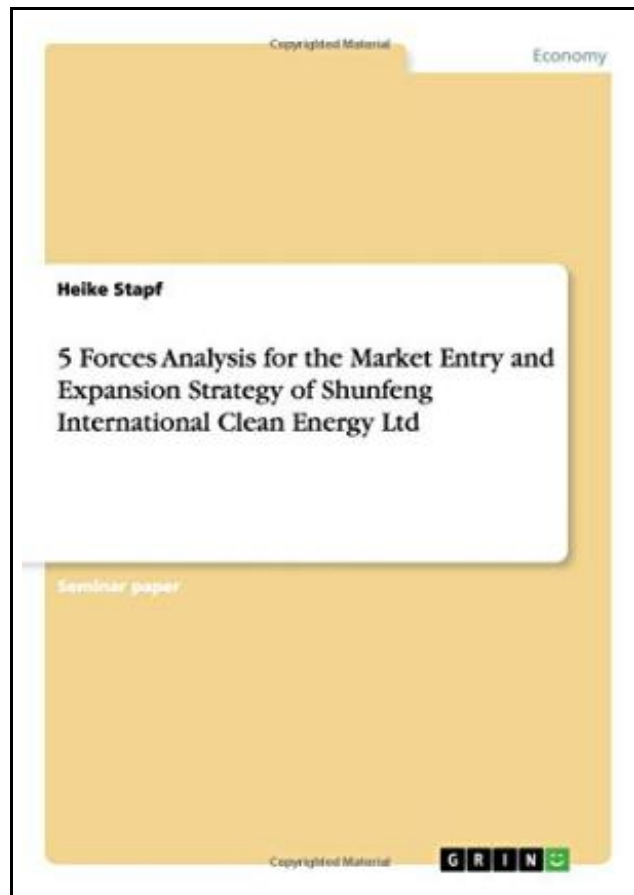 Copyrighted Material
Economy
Heike Stapf
5 Forces Analysis for the Market Entry and
Expansion Strategy of Shunfeng
International Clean Energy Ltd
Seminar paper
Copyrighted Material
GRIN